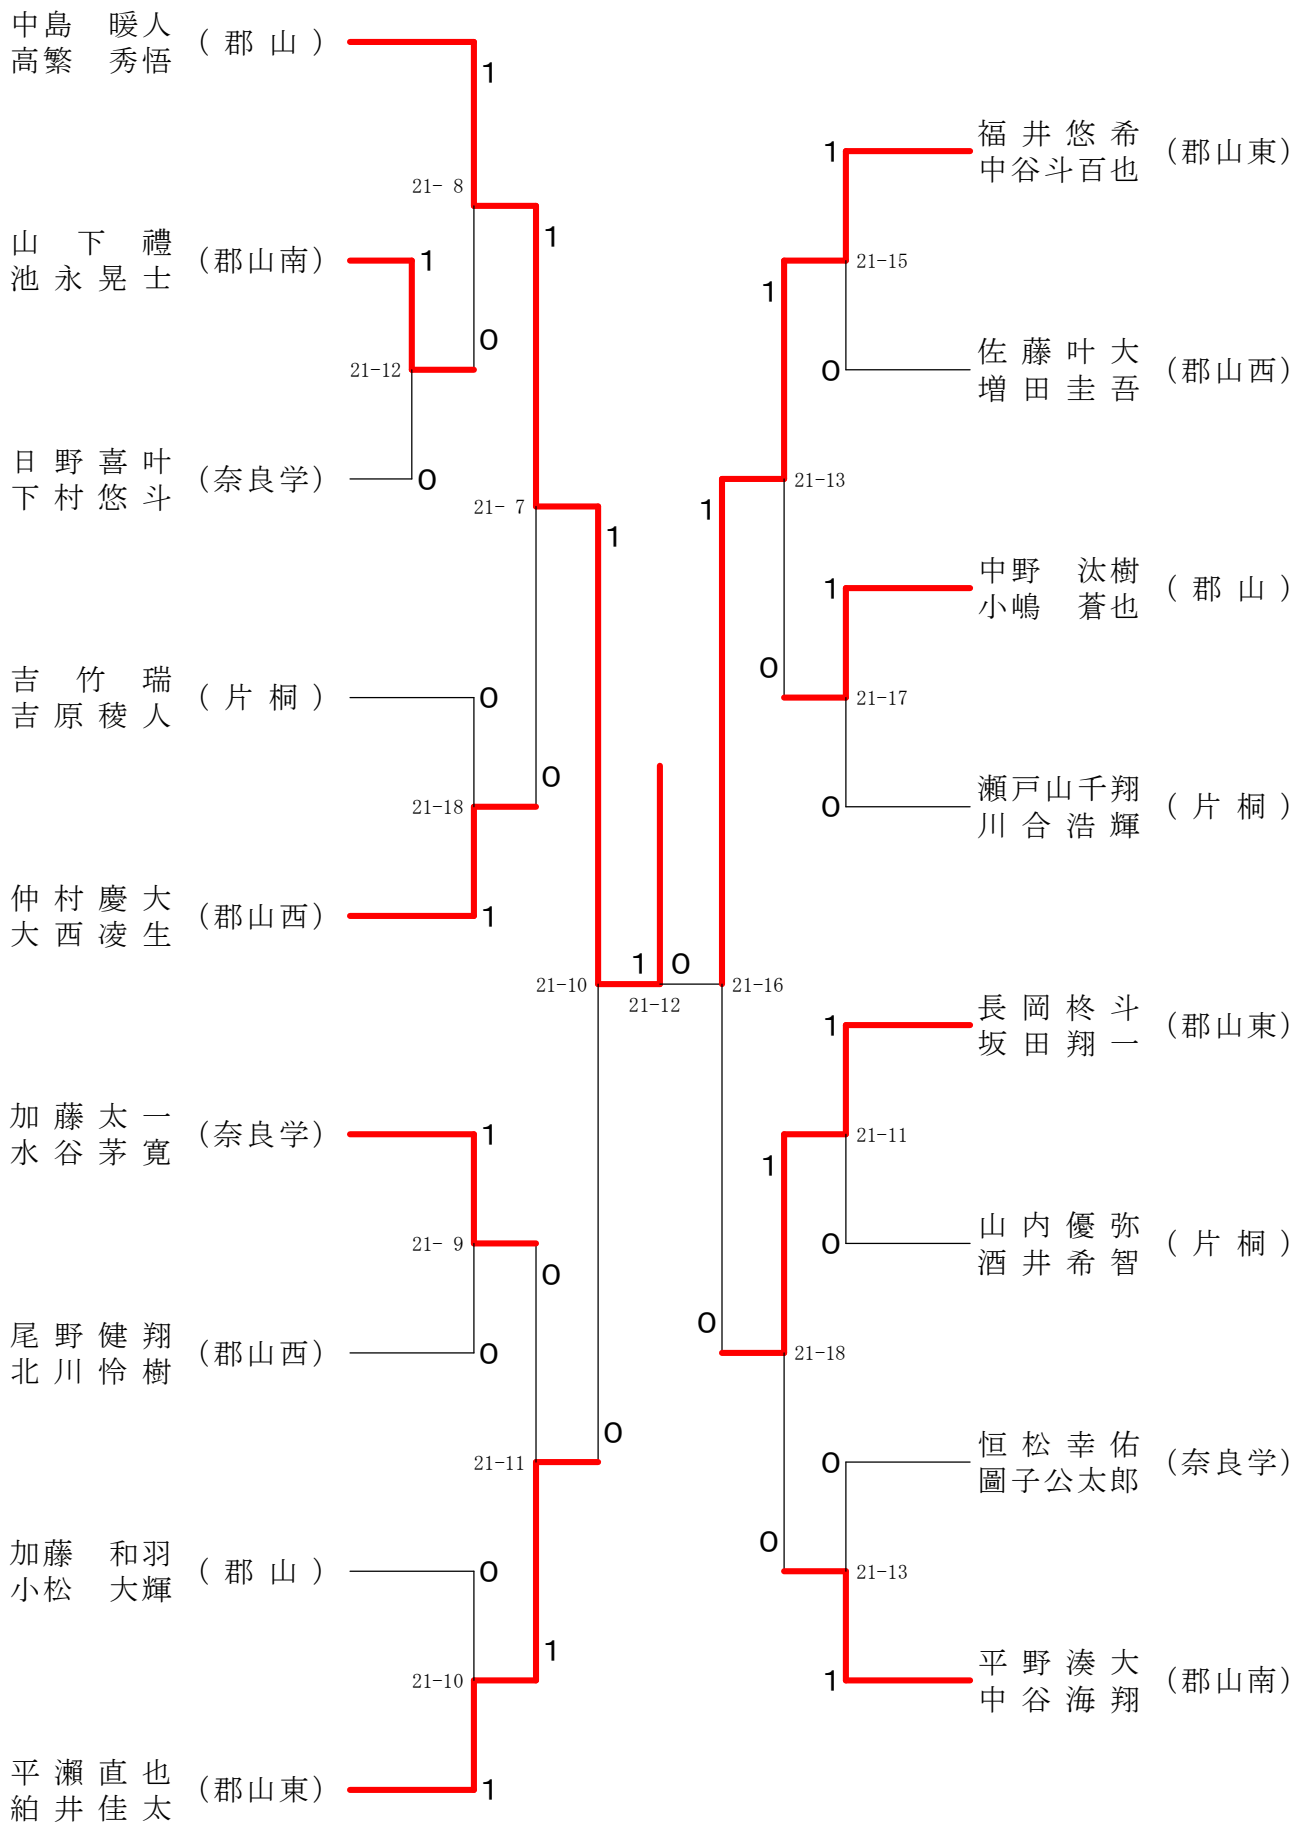 中島　暖人
高繁　秀悟
(郡山)
1
21- 8
山下禮
池永晃士
(郡山南)
1
1
0
21-12
日野喜叶
下村悠斗
(奈良学)
0
21- 7
1
吉竹瑞
吉原稜人
(片桐)
0
0
21-18
仲村慶大
大西凌生
(郡山西)
1
21-10
加藤太一
水谷茅寛
(奈良学)
1
21- 9
0
尾野健翔
北川怜樹
(郡山西)
0
0
21-11
加藤　和羽
小松　大輝
(郡山)
0
1
21-10
平瀬直也
絈井佳太
(郡山東)
1
1 0
21-12
1
福井悠希
中谷斗百也
(郡山東)
21-15
1
0
佐藤叶大
増田圭吾
(郡山西)
21-13
1
1
中野　汰樹
小嶋　蒼也
(郡山)
0
21-17
0
瀬戸山千翔
川合浩輝
(片桐)
21-16
1
長岡柊斗
坂田翔一
(郡山東)
21-11
1
0
山内優弥
酒井希智
(片桐)
0
21-18
0
恒松幸佑
圖子公太郎
(奈良学)
0
21-13
1
平野湊大
中谷海翔
(郡山南)